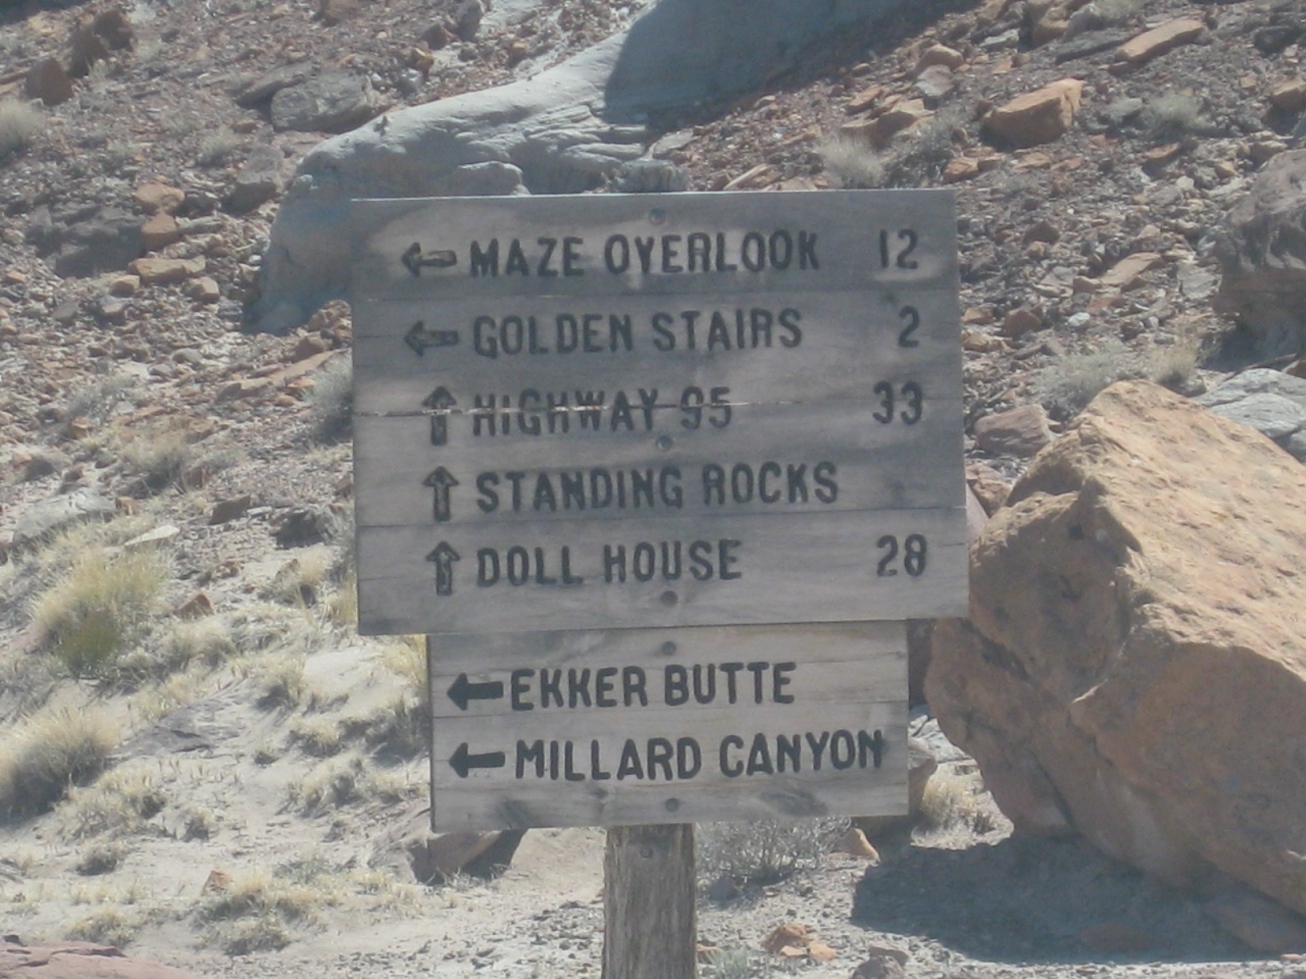 ← MAZE OVERLOOK 12
← GOLDEN STAIRS 2
↑ HIGHWAY 95 33
↑ STANDING ROCKS
↑ DOLL HOUSE 28
← EKKER BUTTE
← MILLARD CANYON